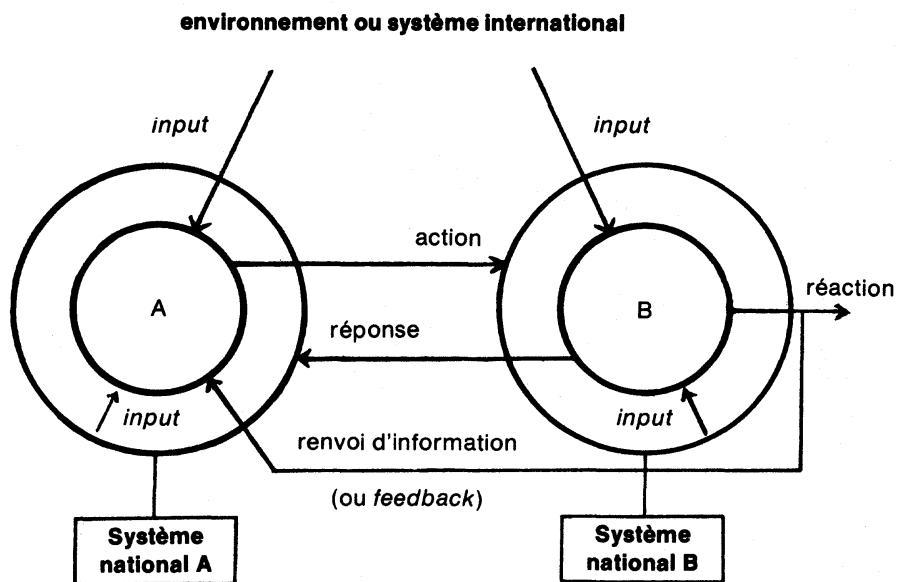 environnement ou système international
input
input
action
A
B
réaction
réponse
input
input
renvoi d'information
(ou feedback)
Système
national A
Système
national B